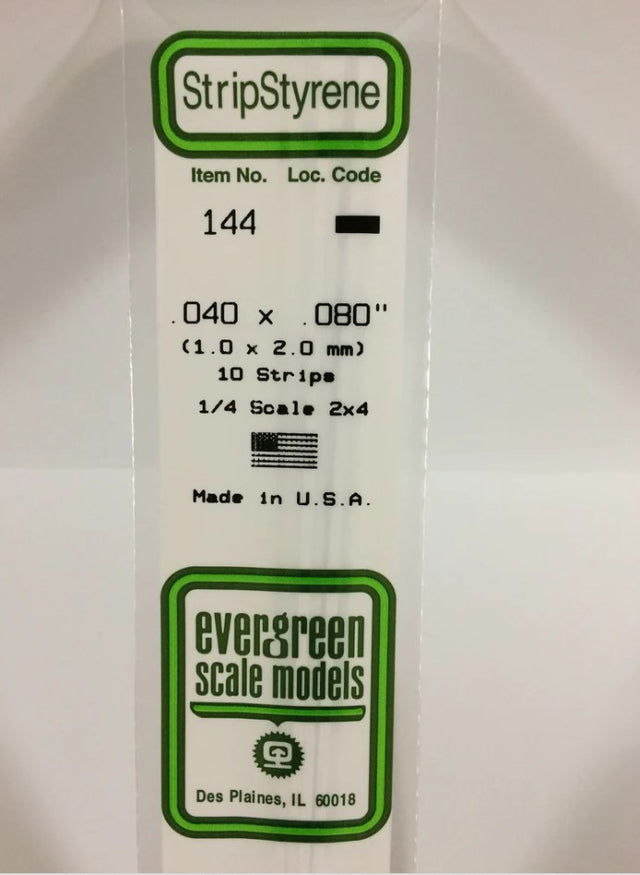 StripStyrene
Item No. Loc. Code
144
.040 x .080"
(1.0 x 2.0 mm)
10 Strips
1/4 Scale 2x4
Made in U.S.A.
evergreen
scale models
Des Plaines, IL 60018